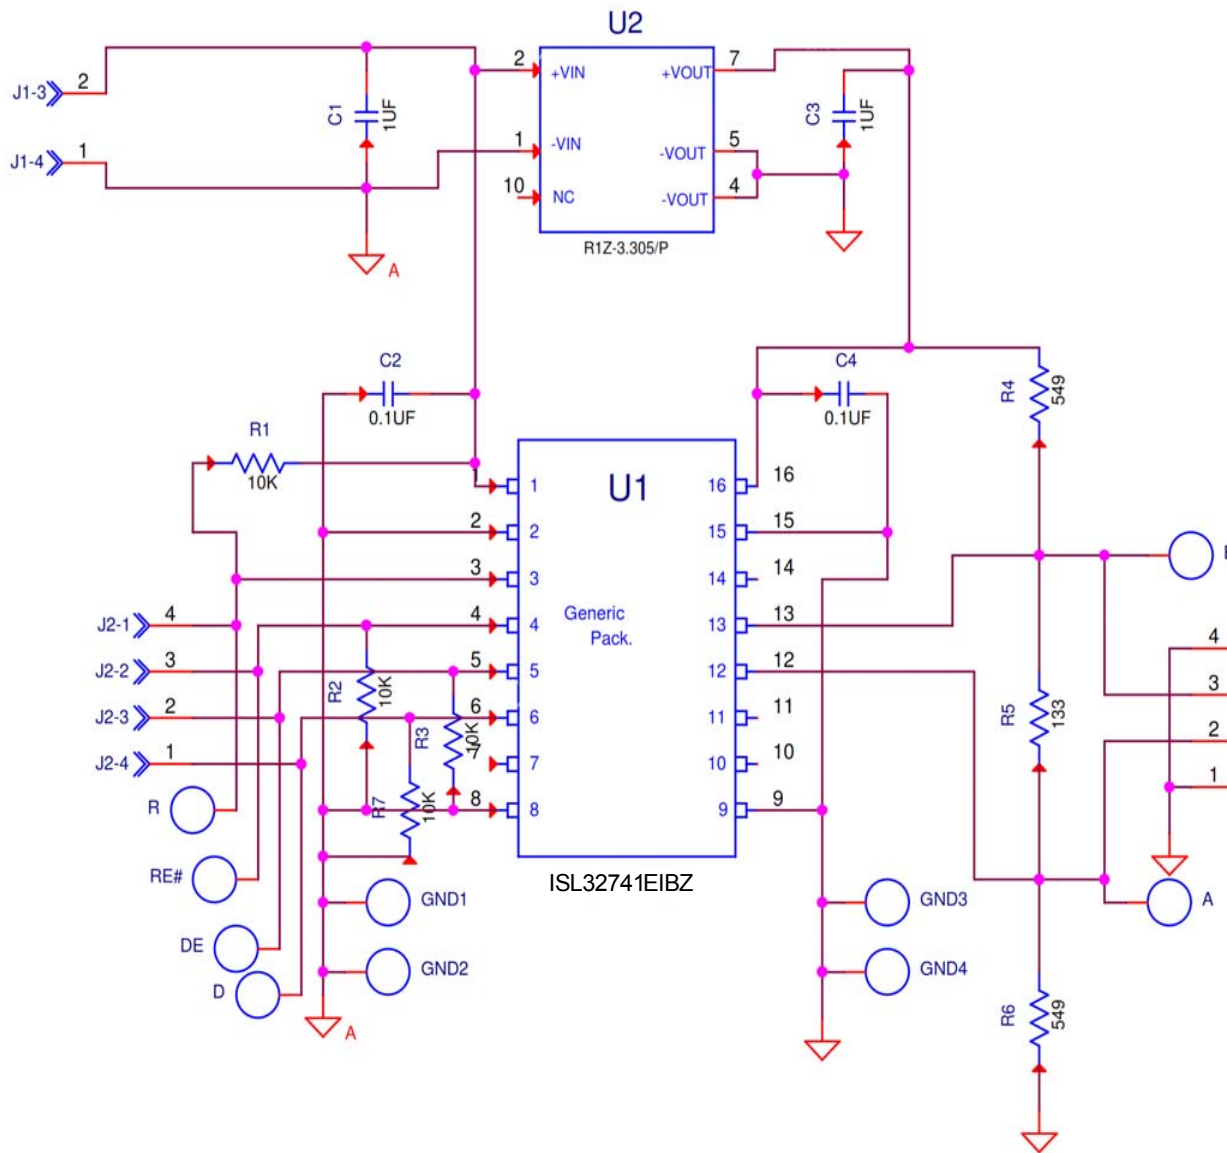 U2
J1-3 2
J1-4 1
C1
1UF
A
2 +VIN
1 -VIN
10 NC
+VOUT 7
-VOUT 5
-VOUT 4
R1Z-3.305/P
C3
1UF
C2
0.1UF
C4
0.1UF
R4
549
R1
10K
U1
Generic
Pack.
1 16 16
2 2 15 15
3 3 14 14
4 4 13 13
5 5 12 12
6 6 11 11
7 7 10 10
8 8 9 9
ISL32741EIBZ
J2-1 4
J2-2 3
J2-3 2
J2-4 1
R2
10K
R3
10K
R7
10K
R
RE#
DE
D
GND1
GND2
A
GND3
GND4
R5
133
R6
549
4
3
2
1
A